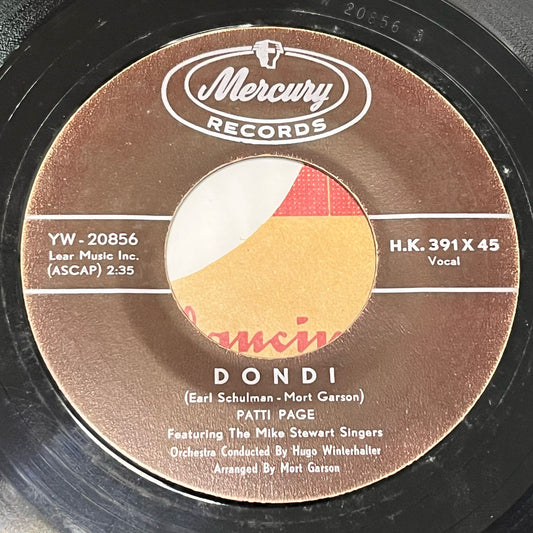 W 20856 3
Mercury
RECORDS
YW - 20856
Lear Music Inc.
(ASCAP) 2:35
H.K. 391 X 45
Vocal
DONDI
(Earl Schulman - Mort Garson)
PATTI PAGE
Featuring The Mike Stewart Singers
Orchestra Conducted By Hugo Winterhalter
Arranged By Mort Garson